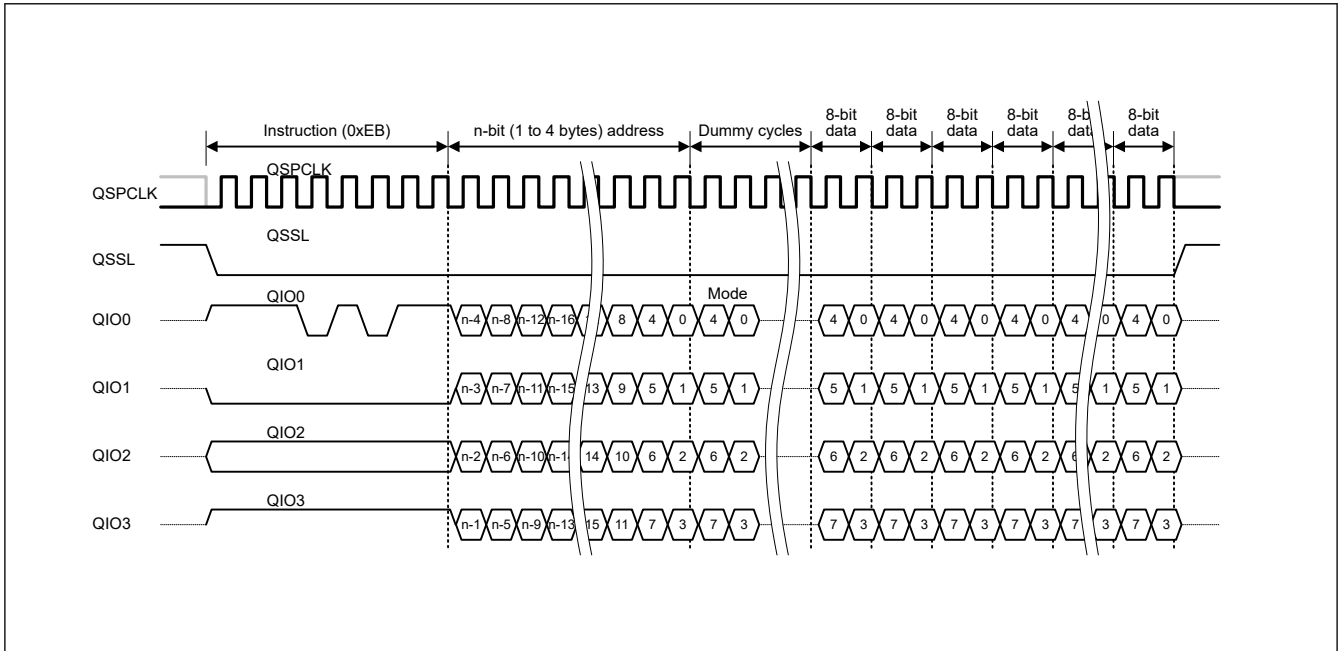 Instruction (0xEB) n-bit (1 to 4 bytes) address Dummy cycles 8-bit data 8-bit data 8-bit data 8-bit data 8-bit data
QSPCLK
QSPCLK
QSSL
QSSL
QIO0
Mode
QIO0 n-4 n-8 n-12 n-16 8 4 0 4 0 4 0 4 0 4 0 4 0 4 0 4 0
QIO1
QIO1 n-3 n-7 n-11 n-15 13 9 5 1 5 1 5 1 5 1 5 1 5 1 5 1 5 1
QIO2
QIO2 n-2 n-6 n-10 14 10 6 2 6 2 6 2 6 2 6 2 6 2 6 2 6 2
QIO3
QIO3 n-1 n-5 n-9 n-13 15 11 7 3 7 3 7 3 7 3 7 3 7 3 7 3 7 3